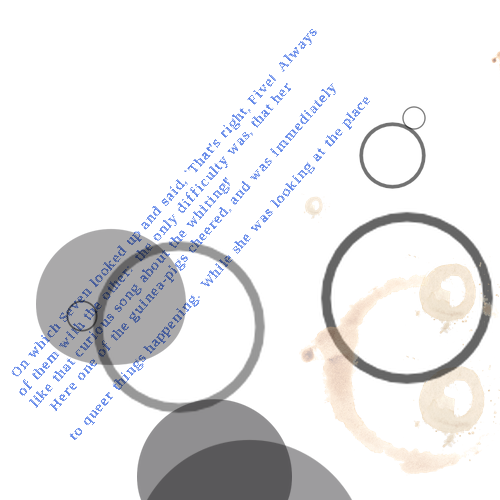 On which Seven looked up and said, 'That's right, Five! Always
of them with the other: the only difficulty was, that her
like that curious song about the whiting!'
Here one of the guinea-pigs cheered, and was immediately
to queer things happening. While she was looking at the place